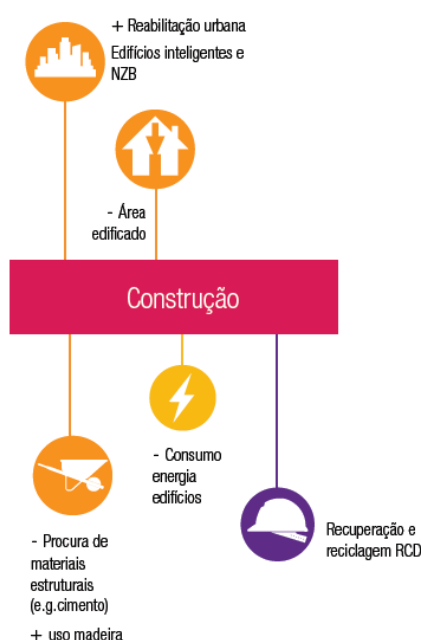 + Reabilitação urbana
Edifícios inteligentes e
NZB
- Área
edificado
Construção
- Consumo
energia
edifícios
- Procura de
materiais
estruturais
(e.g.cimento)
+ uso madeira
Recuperação e
reciclagem RCD